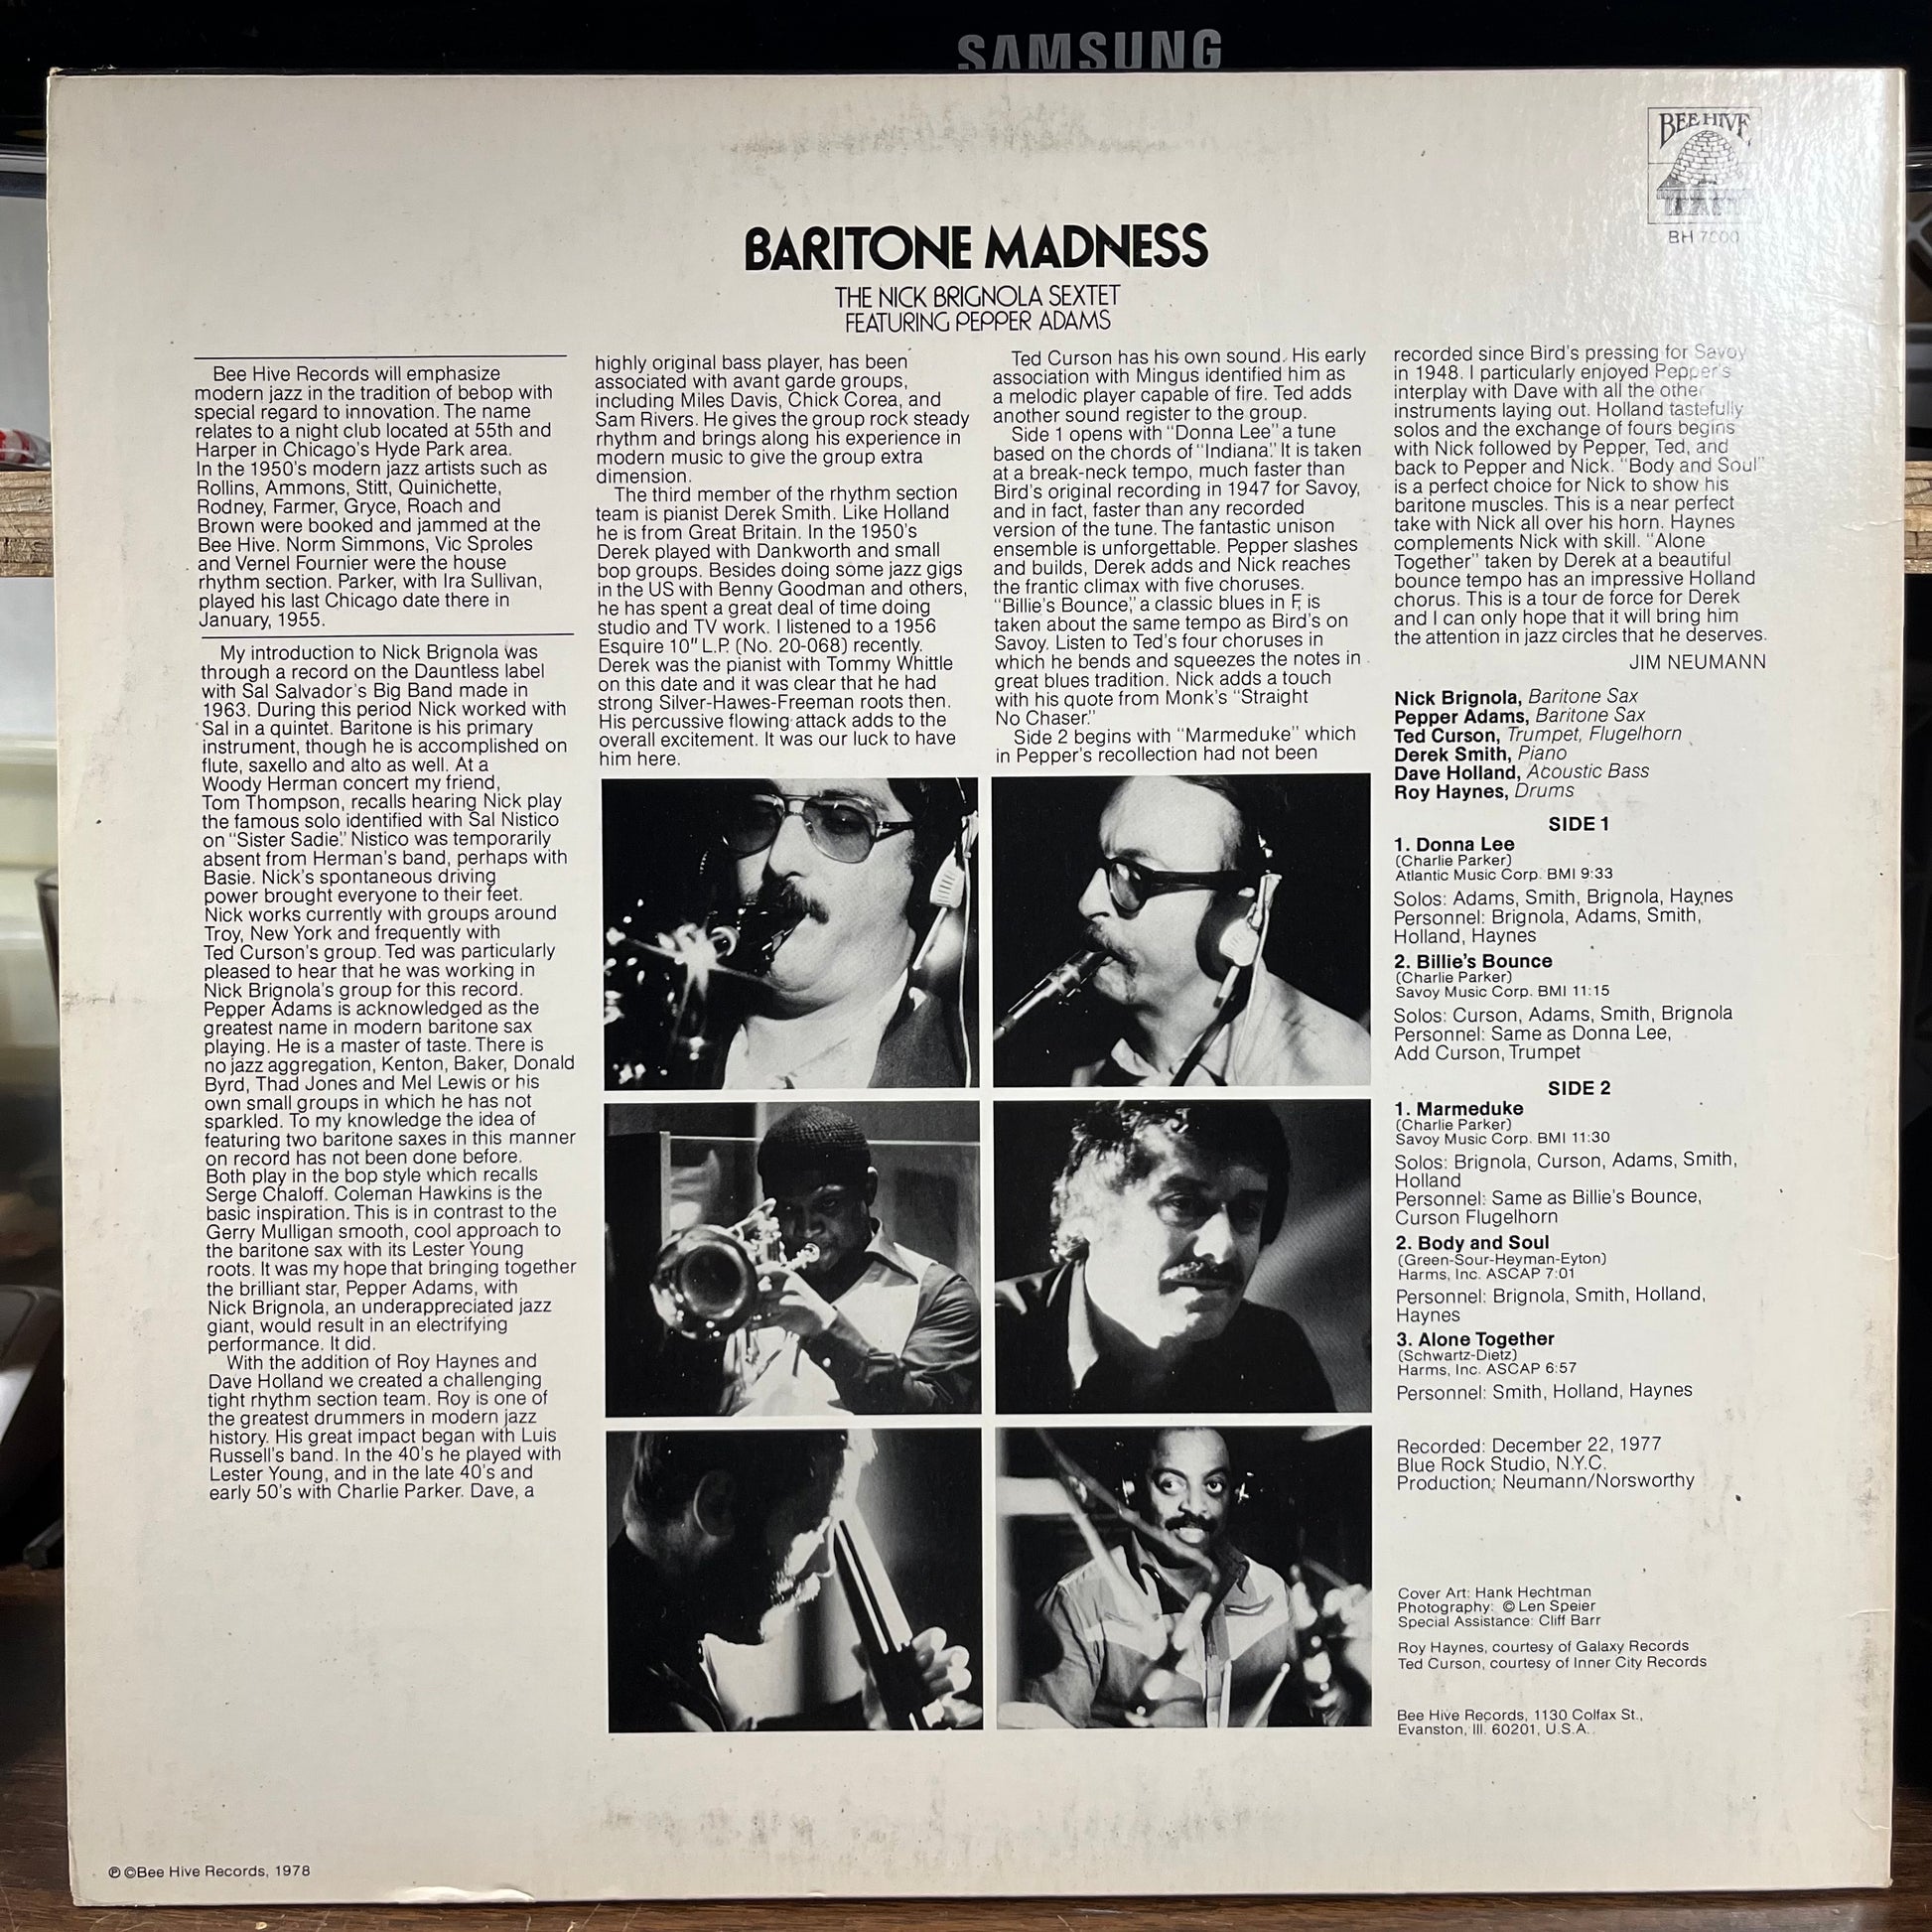 SAMSUNG
BEE HIVE
BARITONE MADNESS
THE NICK BRIGNOLA SEXTET
FEATURING PEPPER ADAMS
Bee Hive Records will emphasize
modern jazz in the tradition of bebop with
special regard to innovation. The name
relates to a night club located at 55th and
Harper in Chicago's Hyde Park area.
In the 1950's modern jazz artists such as
Rollins, Ammons, Stitt, Quinichette,
Rodney, Farmer, Gryce, Roach and
Brown were booked and jammed at the
Bee Hive. Norm Simmons, Vic Sproles
and Vernel Fournier were the house
rhythm section. Parker, with Ira Sullivan,
played his last Chicago date there in
January, 1955.
My introduction to Nick Brignola was
through a record on the Dauntless label
with Sal Salvador's Big Band made in
1963. During this period Nick worked with
Sal in a quintet. Baritone is his primary
instrument, though he is accomplished on
flute, saxello and alto as well. At a
Woody Herman concert my friend,
Tom Thompson, recalls hearing Nick play
the famous solo identified with Sal Nistico
on "Sister Sadie." Nistico was temporarily
absent from Herman's band, perhaps with
Basie. Nick's spontaneous driving
power brought everyone to their feet.
Nick works currently with groups around
Troy, New York and frequently with
Ted Curson's group. Ted was particularly
pleased to hear that he was working in
Nick Brignola's group for this record.
Pepper Adams is acknowledged as the
greatest name in modern baritone sax
playing. He is a master of taste. There is
no jazz aggregation, Kenton, Baker, Donald
Byrd, Thad Jones and Mel Lewis or his
own small groups in which he has not
sparkled. To my knowledge the idea of
featuring two baritone saxes in this manner
on record has not been done before.
Both play in the bop style which recalls
Serge Chaloff. Coleman Hawkins is the
basic inspiration. This is in contrast to the
Gerry Mulligan smooth, cool approach to
the baritone sax with its Lester Young
roots. It was my hope that bringing together
the brilliant star, Pepper Adams, with
Nick Brignola, an underappreciated jazz
giant, would result in an electrifying
performance. It did.
With the addition of Roy Haynes and
Dave Holland we created a challenging
tight rhythm section team. Roy is one of
the greatest drummers in modern jazz
history. His great impact began with Luis
Russell's band. In the 40's he played with
Lester Young, and in the late 40's and
early 50's with Charlie Parker. Dave, a
highly original bass player, has been
associated with avant garde groups,
including Miles Davis, Chick Corea, and
Sam Rivers. He gives the group rock steady
rhythm and brings along his experience in
modern music to give the group extra
dimension.
The third member of the rhythm section
team is pianist Derek Smith. Like Holland
he is from Great Britain. In the 1950's
Derek played with Dankworth and small
bop groups. Besides doing some jazz gigs
in the US with Benny Goodman and others,
he has spent a great deal of time doing
studio and TV work. I listened to a 1956
Esquire 10" L.P. (No. 20-068) recently.
Derek was the pianist with Tommy Whittle
on this date and it was clear that he had
strong Silver-Hawes-Freeman roots then.
His percussive flowing attack adds to the
overall excitement. It was our luck to have
him here.
Ted Curson has his own sound. His early
association with Mingus identified him as
a melodic player capable of fire. Ted adds
another sound register to the group.
Side 1 opens with "Donna Lee" a tune
based on the chords of "Indiana." It is taken
at a break-neck tempo, much faster than
Bird's original recording in 1947 for Savoy,
and in fact, faster than any recorded
version of the tune. The fantastic unison
ensemble is unforgettable. Pepper slashes
and builds, Derek adds and Nick reaches
the frantic climax with five choruses.
"Billie's Bounce," a classic blues in F, is
taken about the same tempo as Bird's on
Savoy. Listen to Ted's four choruses in
which he bends and squeezes the notes in
great blues tradition. Nick adds a touch
with his quote from Monk's "Straight
No Chaser."
Side 2 begins with "Marmeduke" which
in Pepper's recollection had not been
recorded since Bird's pressing for Savoy
in 1948. I particularly enjoyed Pepper's
interplay with Dave with all the other
instruments laying out. Holland tastefully
solos and the exchange of fours begins
with Nick followed by Pepper, Ted, and
back to Pepper and Nick. "Body and Soul"
is a perfect choice for Nick to show his
baritone muscles. This is a near perfect
take with Nick all over his horn. Haynes
complements Nick with skill. "Alone
Together" taken by Derek at a beautiful
bounce tempo has an impressive Holland
chorus. This is a tour de force for Derek
and I can only hope that it will bring him
the attention in jazz circles that he deserves.
JIM NEUMANN
Nick Brignola, Baritone Sax
Pepper Adams, Baritone Sax
Ted Curson, Trumpet, Flugelhorn
Derek Smith, Piano
Dave Holland, Acoustic Bass
Roy Haynes, Drums
SIDE 1
1. Donna Lee
(Charlie Parker)
Atlantic Music Corp. BMI 9:33
Solos: Adams, Smith, Brignola, Haynes
Personnel: Brignola, Adams, Smith,
Holland, Haynes
2. Billie's Bounce
(Charlie Parker)
Savoy Music Corp. BMI 11:15
Solos: Curson, Adams, Smith, Brignola
Personnel: Same as Donna Lee,
Add Curson, Trumpet
SIDE 2
1. Marmeduke
(Charlie Parker)
Savoy Music Corp. BMI 11:30
Solos: Brignola, Curson, Adams, Smith,
Holland
Personnel: Same as Billie's Bounce,
Curson Flugelhorn
2. Body and Soul
(Green-Sour-Heyman-Eyton)
Harms, Inc. ASCAP 7:01
Personnel: Brignola, Smith, Holland,
Haynes
3. Alone Together
(Schwartz-Dietz)
Harms, Inc. ASCAP 6:57
Personnel: Smith, Holland, Haynes
Recorded: December 22, 1977
Blue Rock Studio, N.Y.C.
Production: Neumann/Norsworthy
Cover Art: Hank Hechtman
Photography: © Len Speier
Special Assistance: Cliff Barr
Roy Haynes, courtesy of Galaxy Records
Ted Curson, courtesy of Inner City Records
Bee Hive Records, 1130 Colfax St.,
Evanston, Ill. 60201, U.S.A.
℗ ©Bee Hive Records, 1978